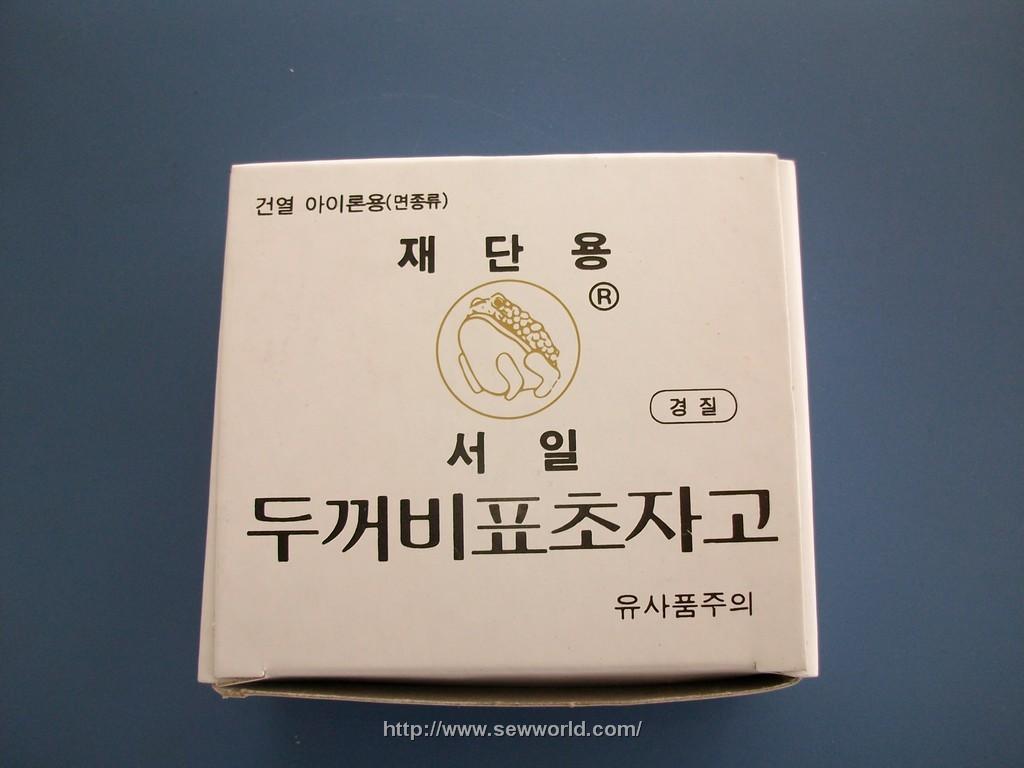 건열 아이론용(면종류)
재 단 용
®
경 질
서 일
두꺼비표초자고
유사품주의
http://www.sewworld.com/